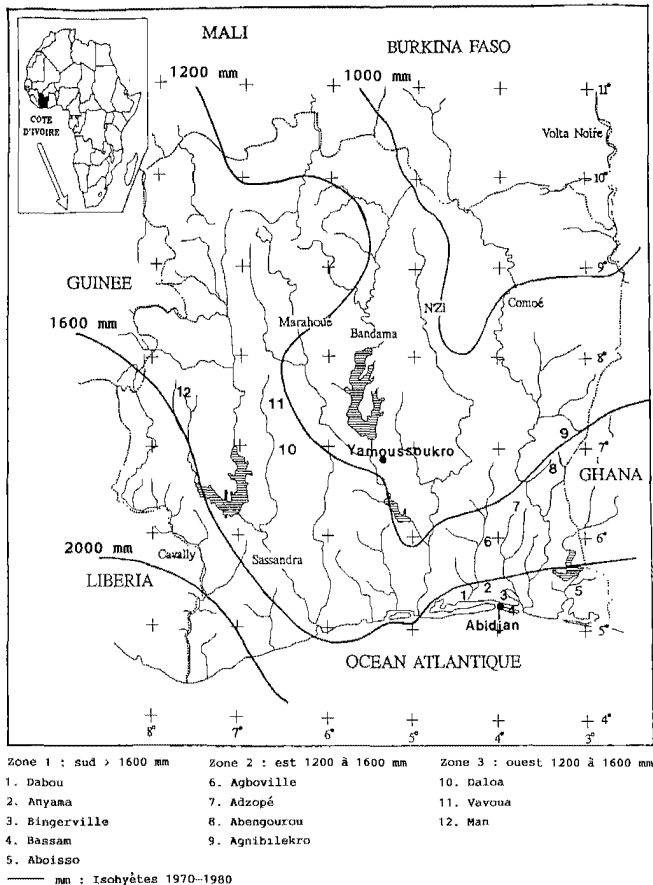 MALI
BURKINA FASO
1200 mm
1000 mm
11°
COTE
D'IVOIRE
Volta Noire
10°
GUINEE
9°
N'Zi
Comoé
Marahoue
Bandama
1600 mm
8°
12
11
9
10
7°
Yamoussoukro
8
GHANA
7
6
6°
2000 mm
Cavally
Sassandra
LIBERIA
2
5
1
3
4
Abidjan
5°
OCEAN ATLANTIQUE
4°
8°
7°
6°
5°
4°
3°
Zone 1 : sud > 1600 mm
Zone 2 : est 1200 à 1600 mm
Zone 3 : ouest 1200 à 1600 mm
1. Dabou
6. Agboville
10. Daloa
2. Anyama
7. Adzopé
11. Vavoua
3. Bingerville
8. Abengourou
12. Man
4. Bassam
9. Agnibilekro
5. Aboisso
mm : Isohyètes 1970-1980